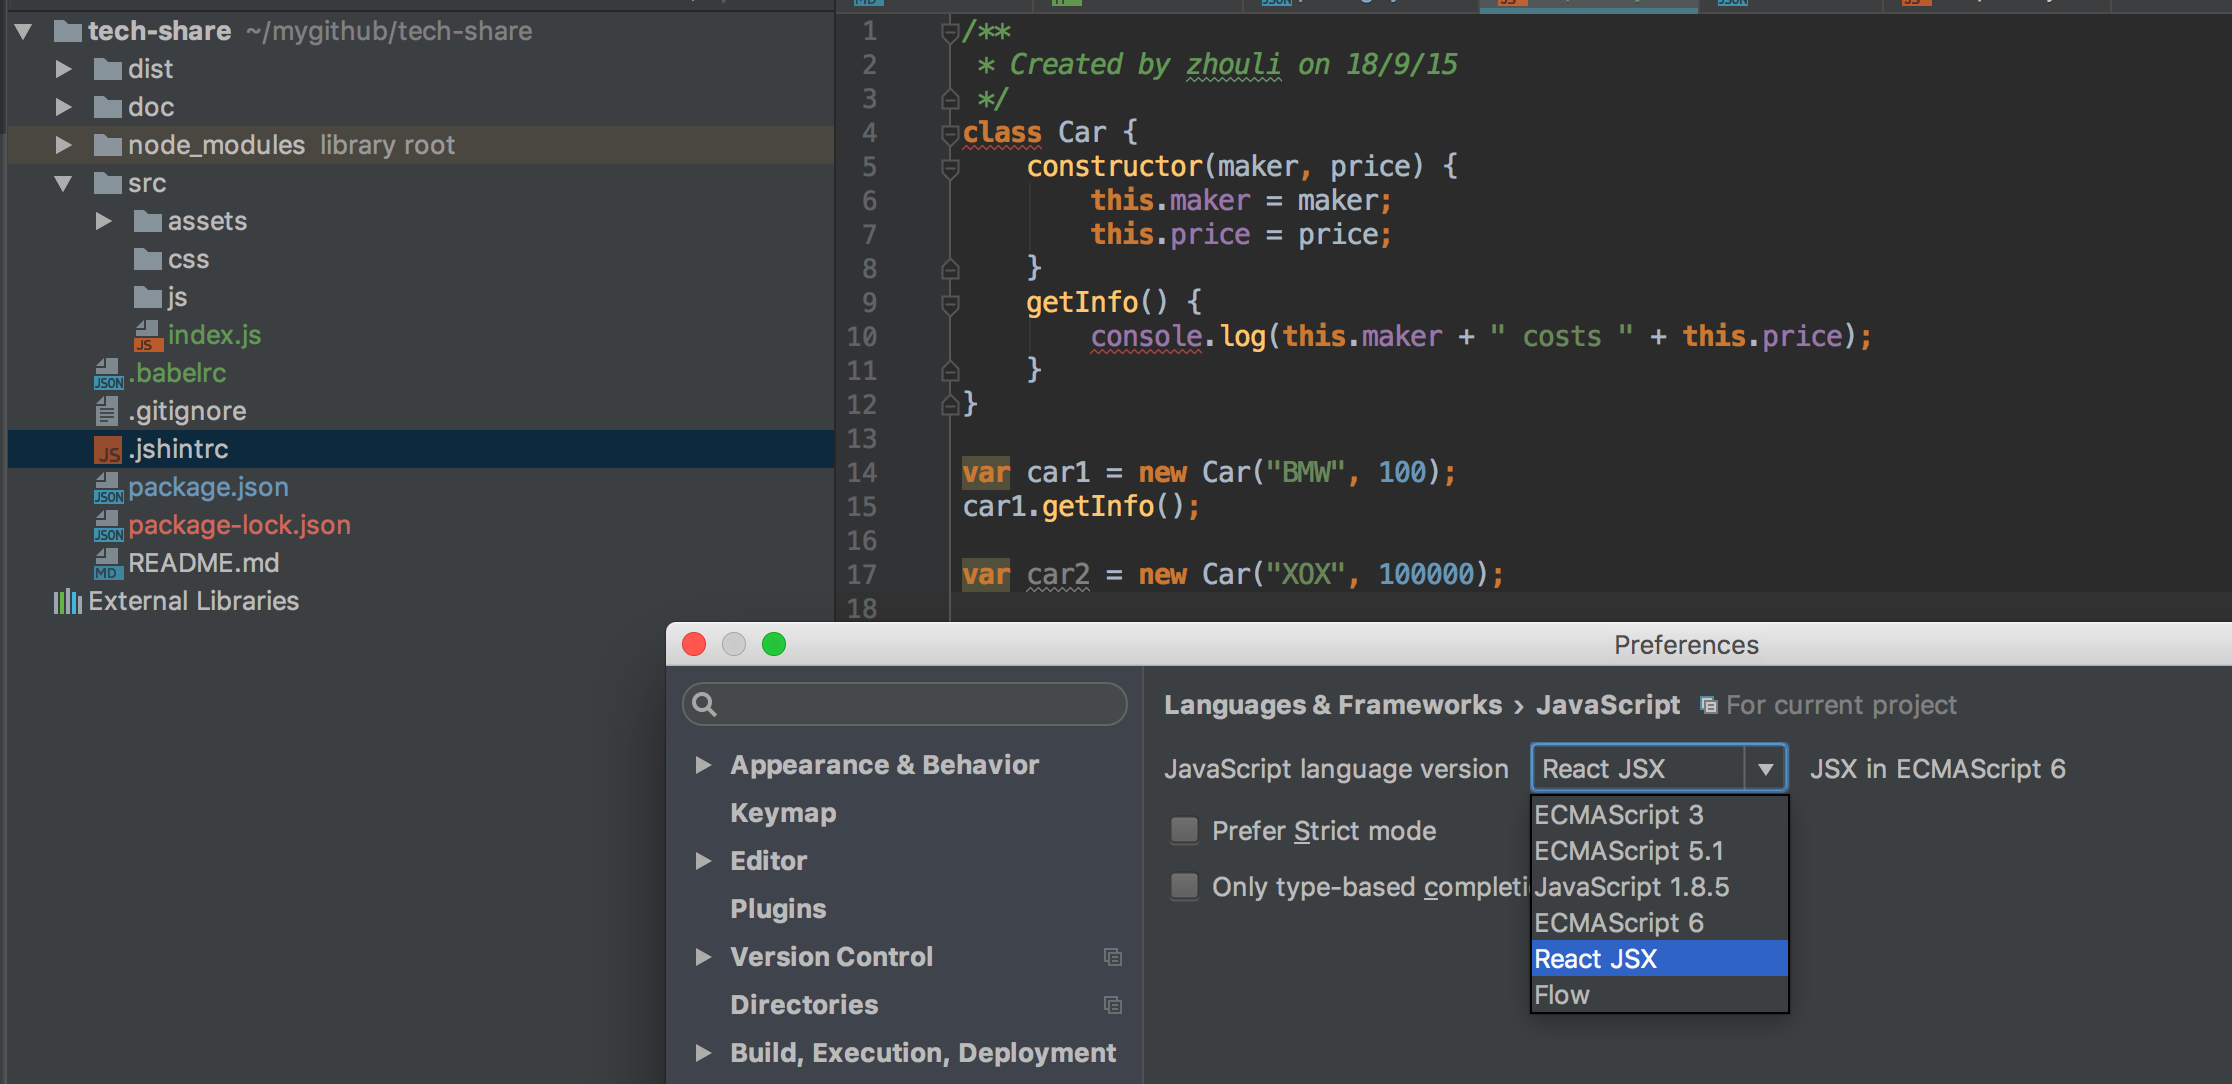 tech-share ~/mygithub/tech-share
dist
doc
node_modules library root
src
assets
css
js
JS index.js
JSON .babelrc
.gitignore
JS .jshintrc
JSON package.json
JSON package-lock.json
MD README.md
External Libraries
1 /**
2 * Created by zhouli on 18/9/15
3 */
4 class Car {
5 constructor(maker, price) {
6 this.maker = maker;
7 this.price = price;
8 }
9 getInfo() {
10 console.log(this.maker + " costs " + this.price);
11 }
12 }
13
14 var car1 = new Car("BMW", 100);
15 car1.getInfo();
16
17 var car2 = new Car("XOX", 100000);
18
Preferences
Appearance & Behavior
Keymap
Editor
Plugins
Version Control
Directories
Build, Execution, Deployment
Languages & Frameworks › JavaScript For current project
JavaScript language version React JSX JSX in ECMAScript 6
Prefer Strict mode
Only type-based
ECMAScript 3
ECMAScript 5.1
JavaScript 1.8.5
ECMAScript 6
React JSX
Flow